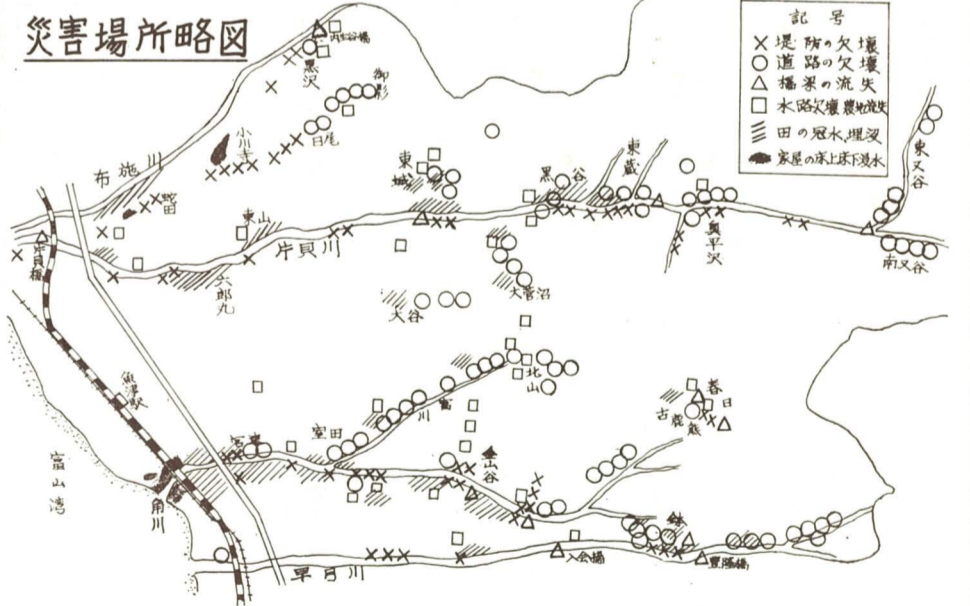 災害場所略図
記号
堤防の欠壊
道路の欠壊
橋梁の流失
水路欠壊農地流失
田の冠水、埋没
家屋の床上床下浸水
黒沢
御影
日尾
小川寺
布施川
東城
黒谷
東蔵
東又谷
東山
片貝川
奥平沢
南又谷
片貝橋
六郎丸
大菅沼
大谷
北山
魚津駅
富山湾
室田
春日
古鹿熊
山谷
角川
鉢
早月川
入会橋
豊隆橋